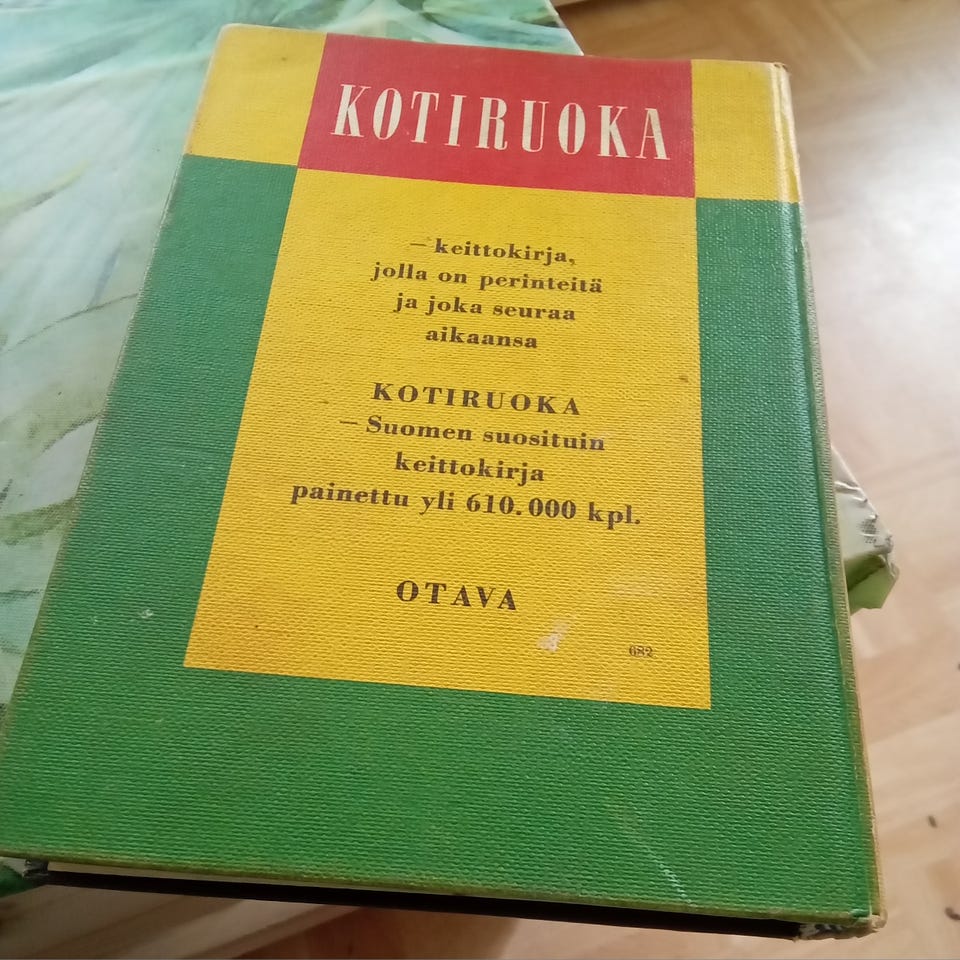 KOTIRUOKA
– keittokirja,
jolla on perinteitä
ja joka seuraa
aikaansa
KOTIRUOKA
– Suomen suosituin
keittokirja
painettu yli 610.000 kpl.
OTAVA
682